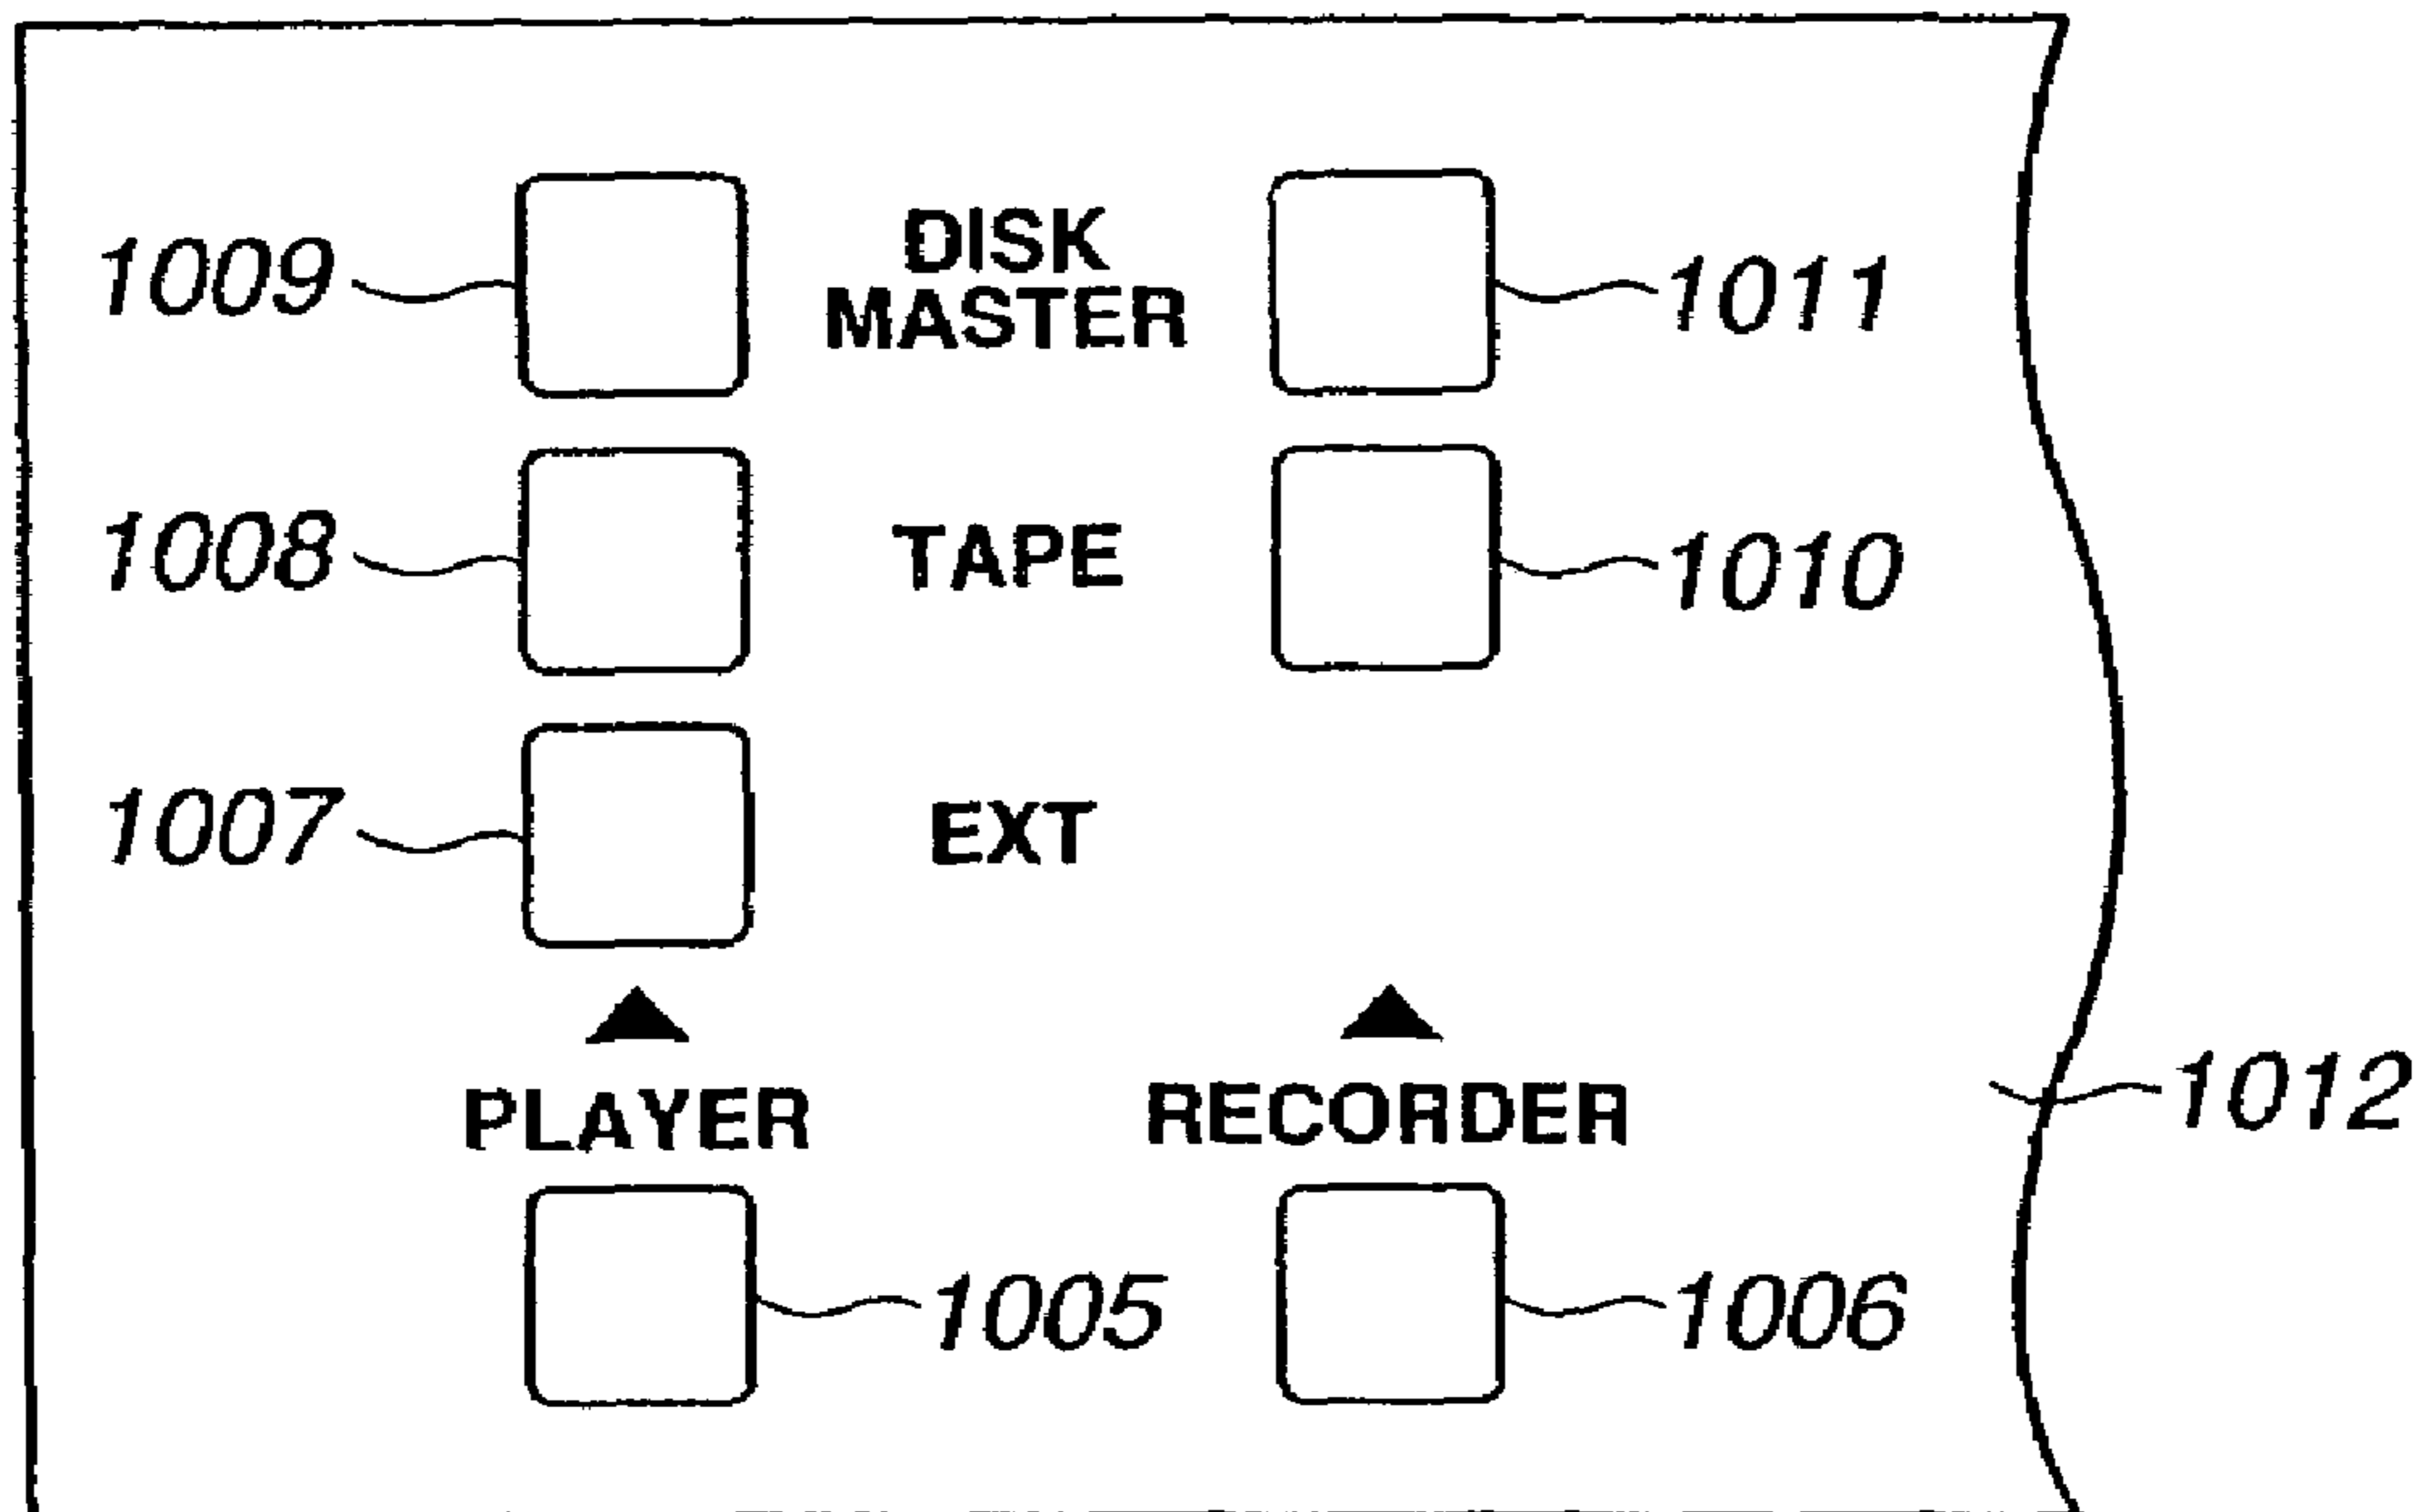 1009 DISK
MASTER 1011
1008 TAPE 1010
1007 EXT
PLAYER RECORDER 1012
1005 1006